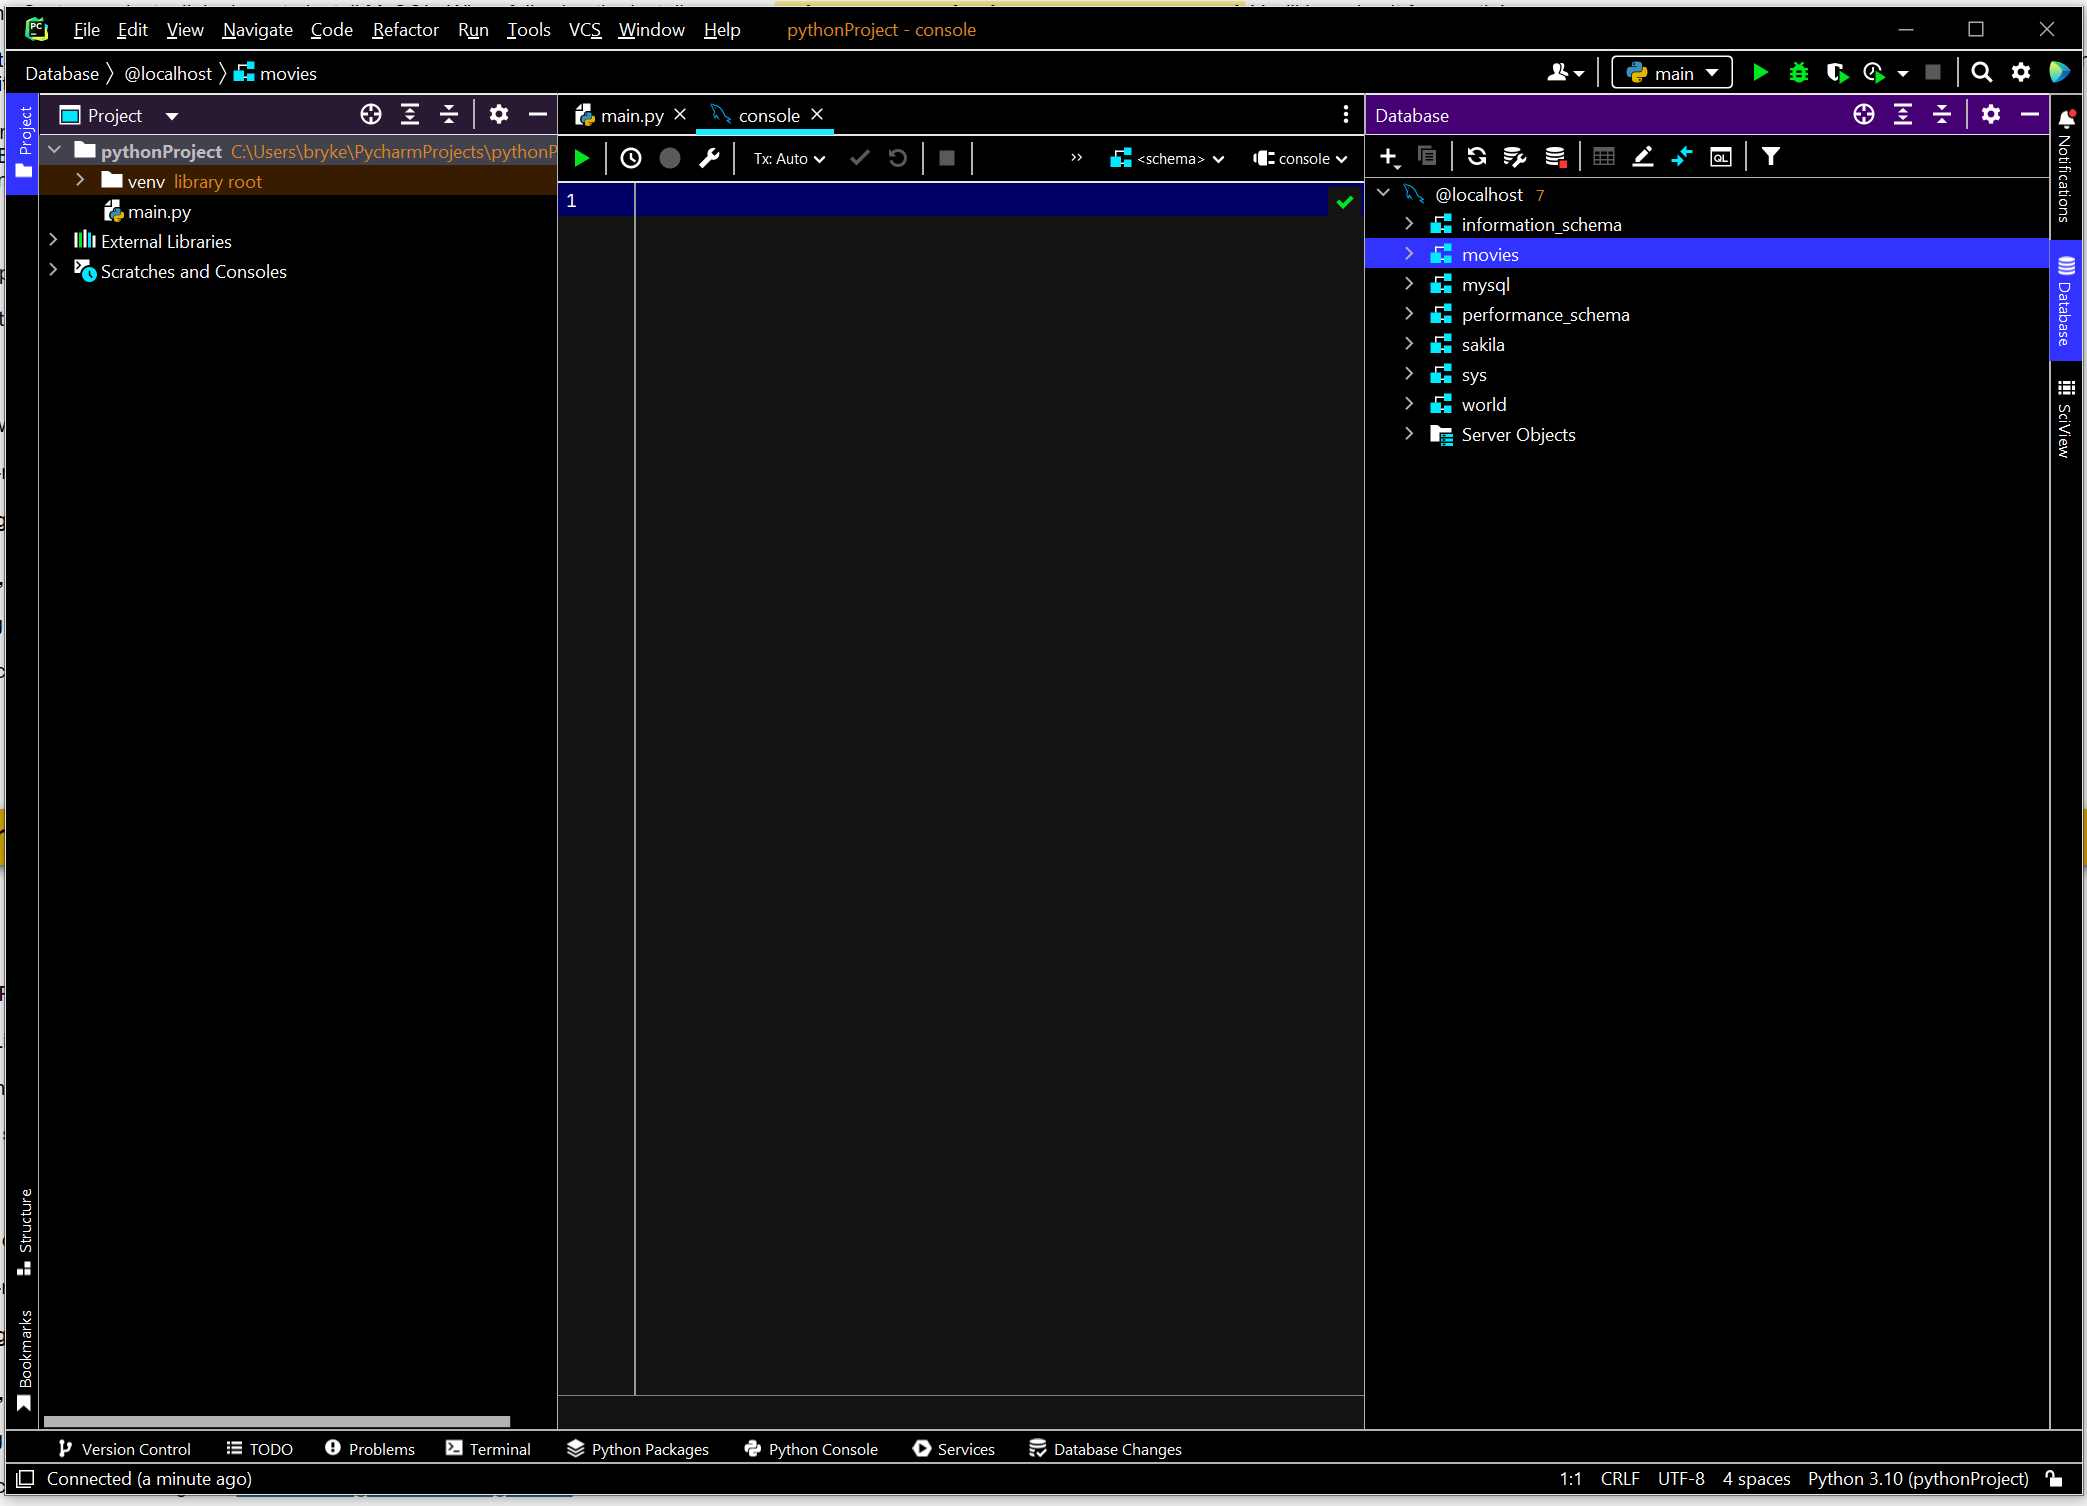 File Edit View Navigate Code Refactor Run Tools VCS Window Help pythonProject - console
Database @localhost movies
main
Project
Project
pythonProject C:\Users\bryke\PycharmProjects\pythonP
venv library root
main.py
External Libraries
Scratches and Consoles
Structure
Bookmarks
main.py console
Tx: Auto <schema> console
1
Database
@localhost 7
information_schema
movies
mysql
performance_schema
sakila
sys
world
Server Objects
Notifications
Database
SciView
Version Control TODO Problems Terminal Python Packages Python Console Services Database Changes
Connected (a minute ago) 1:1 CRLF UTF-8 4 spaces Python 3.10 (pythonProject)